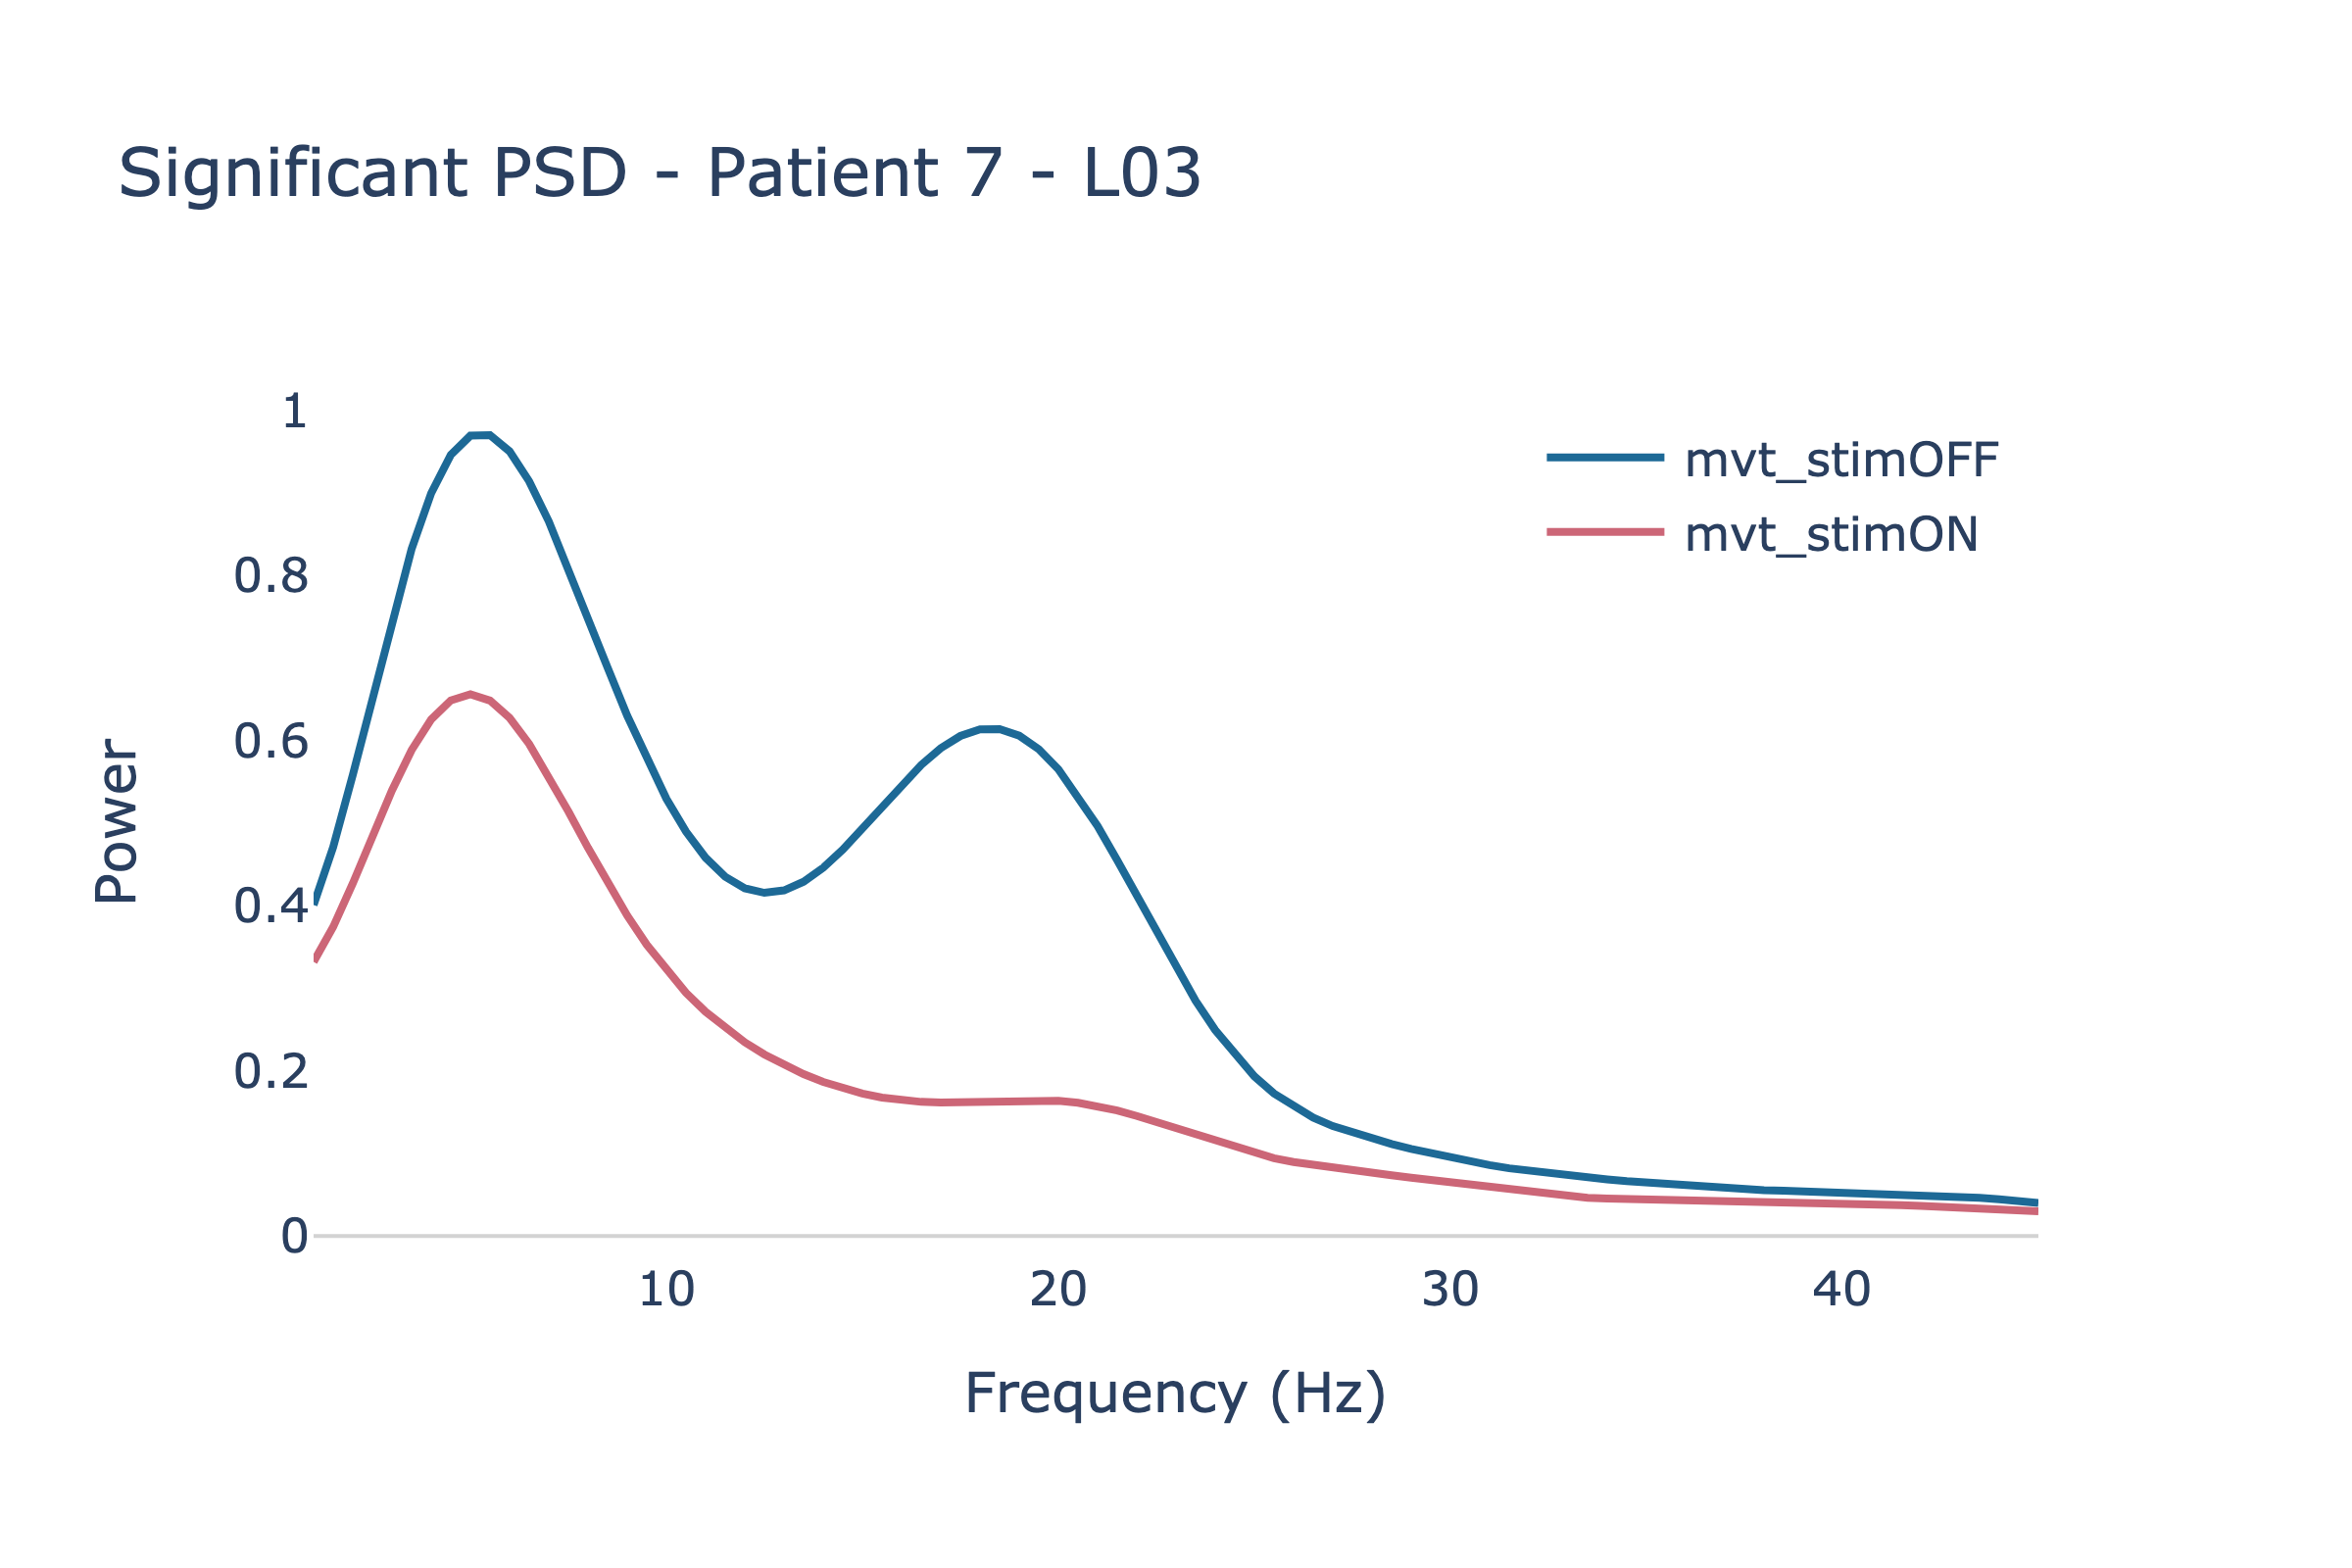 Significant PSD - Patient 7 - L03
1
0.8
0.6
0.4
0.2
0
Power
mvt_stimOFF
mvt_stimON
10 20 30 40
Frequency (Hz)